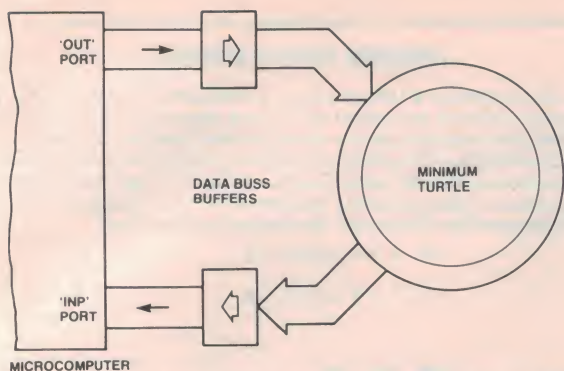 'OUT'
PORT
DATA BUSS
BUFFERS
MINIMUM
TURTLE
'INP'
PORT
MICROCOMPUTER